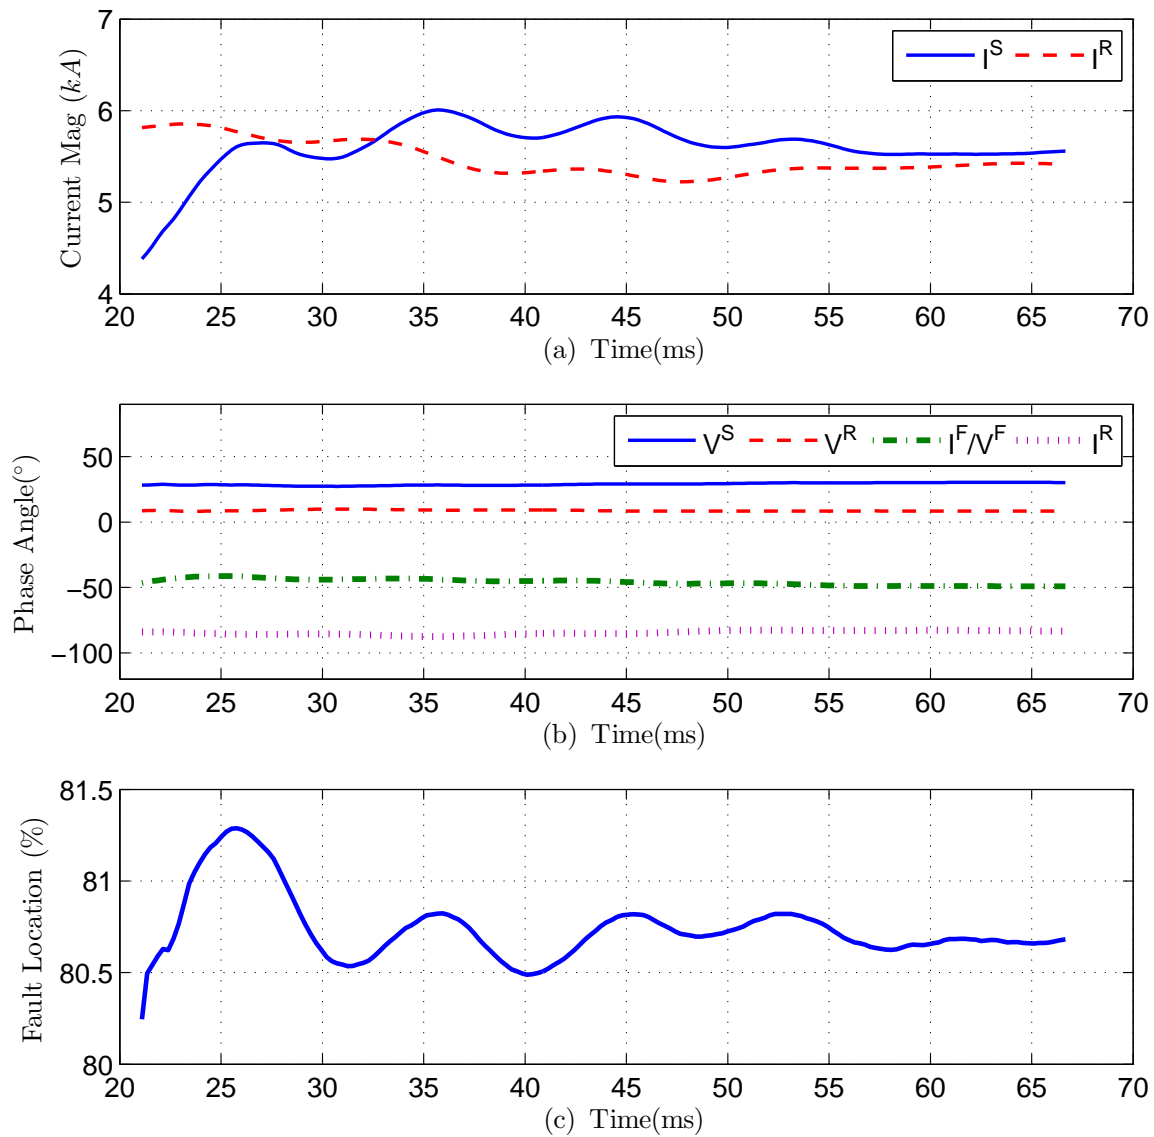 7
6
5
4
Current Mag (kA)
I^S I^R
20 25 30 35 40 45 50 55 60 65 70
(a) Time(ms)
50
0
−50
−100
Phase Angle(°)
V^S V^R I^F/V^F I^R
20 25 30 35 40 45 50 55 60 65 70
(b) Time(ms)
81.5
81
80.5
80
Fault Location (%)
20 25 30 35 40 45 50 55 60 65 70
(c) Time(ms)